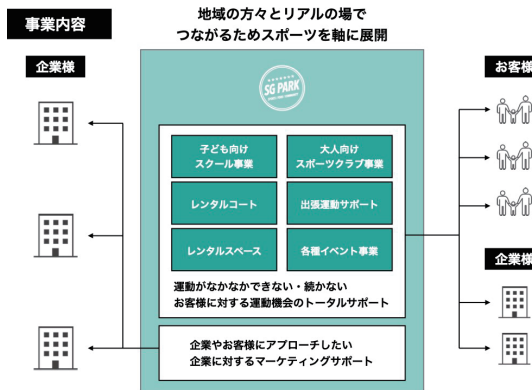 事業内容
地域の方々とリアルの場で
つながるためスポーツを軸に展開
企業様
お客様
SG PARK
子ども向け
スクール事業
大人向け
スポーツクラブ事業
レンタルコート
出張運動サポート
レンタルスペース
各種イベント事業
企業様
運動がなかなかできない・続かない
お客様に対する運動機会のトータルサポート
企業やお客様にアプローチしたい
企業に対するマーケティングサポート